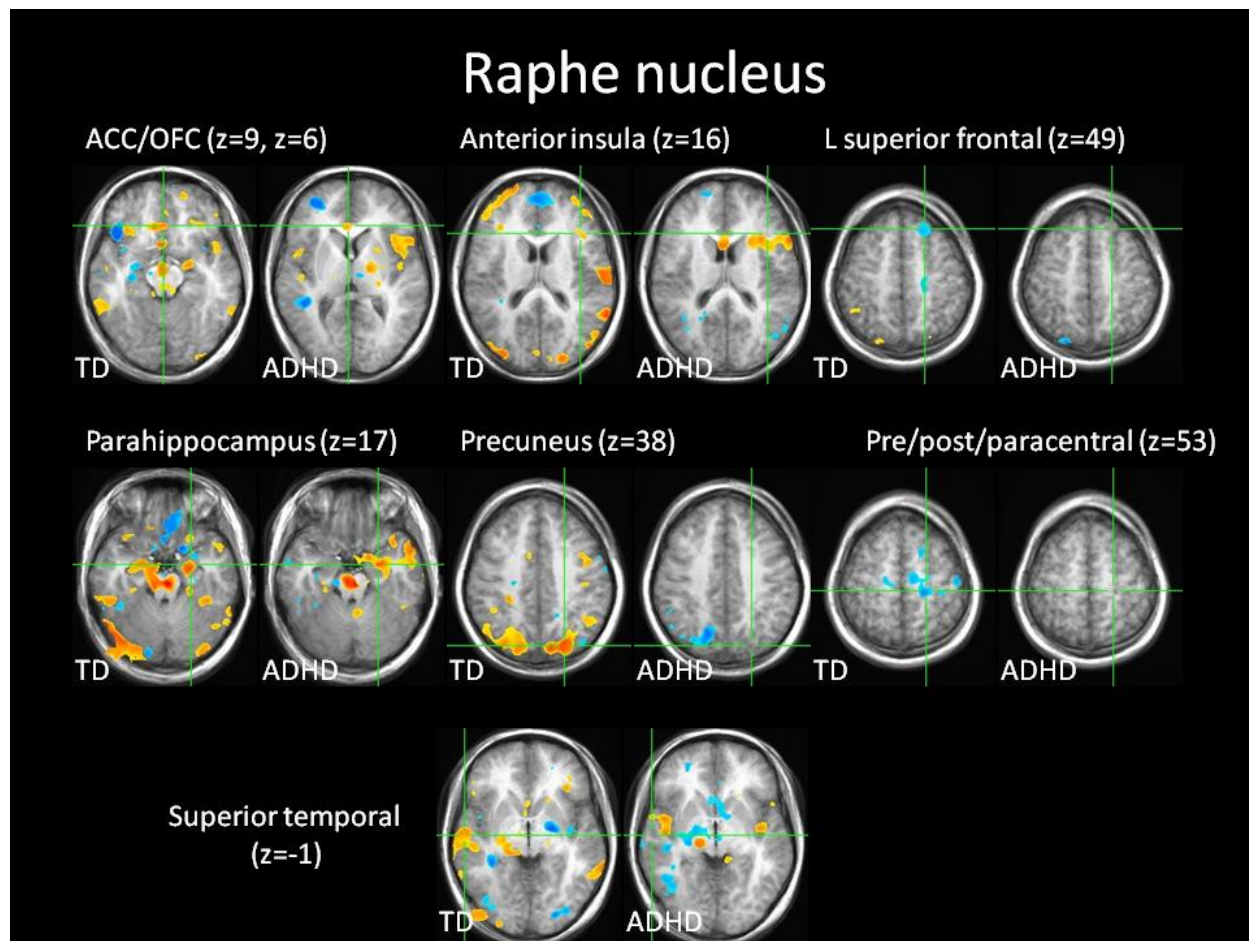 Raphe nucleus
ACC/OFC (z=9, z=6)
Anterior insula (z=16)
L superior frontal (z=49)
TD
ADHD
TD
ADHD
TD
ADHD
Parahippocampus (z=17)
Precuneus (z=38)
Pre/post/paracentral (z=53)
TD
ADHD
TD
ADHD
TD
ADHD
Superior temporal
(z=-1)
TD
ADHD